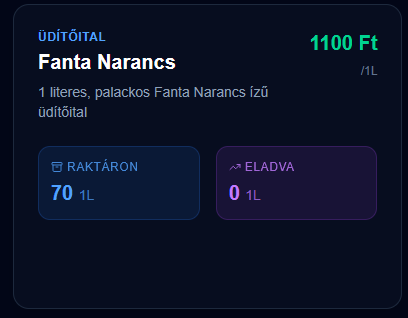 ÜDÍTŐITAL
Fanta Narancs
1100 Ft
/1L
1 literes, palackos Fanta Narancs ízű
üdítőital
RAKTÁRON
70 1L
ELADVA
0 1L